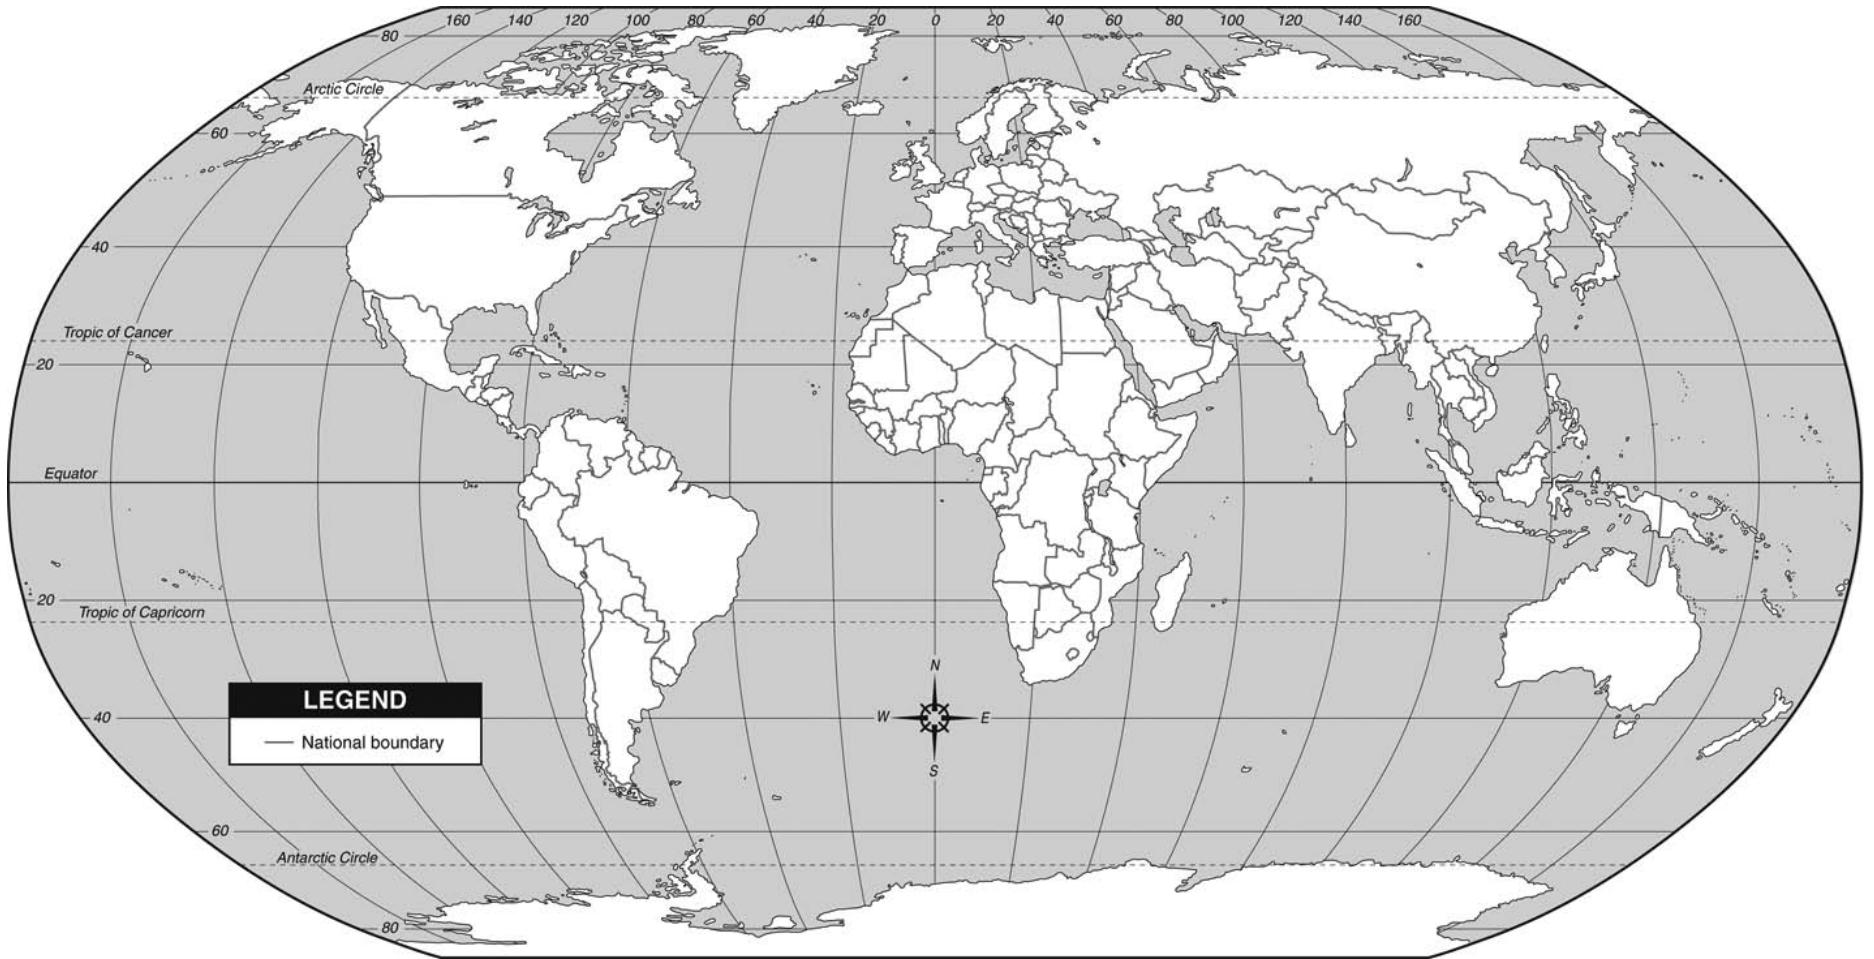 160 140 120 100 80 60 40 20 0 20 40 60 80 100 120 140 160
80
Arctic Circle
60
40
Tropic of Cancer
20
Equator
20
Tropic of Capricorn
N
LEGEND
W E
40
National boundary
S
60
Antarctic Circle
80